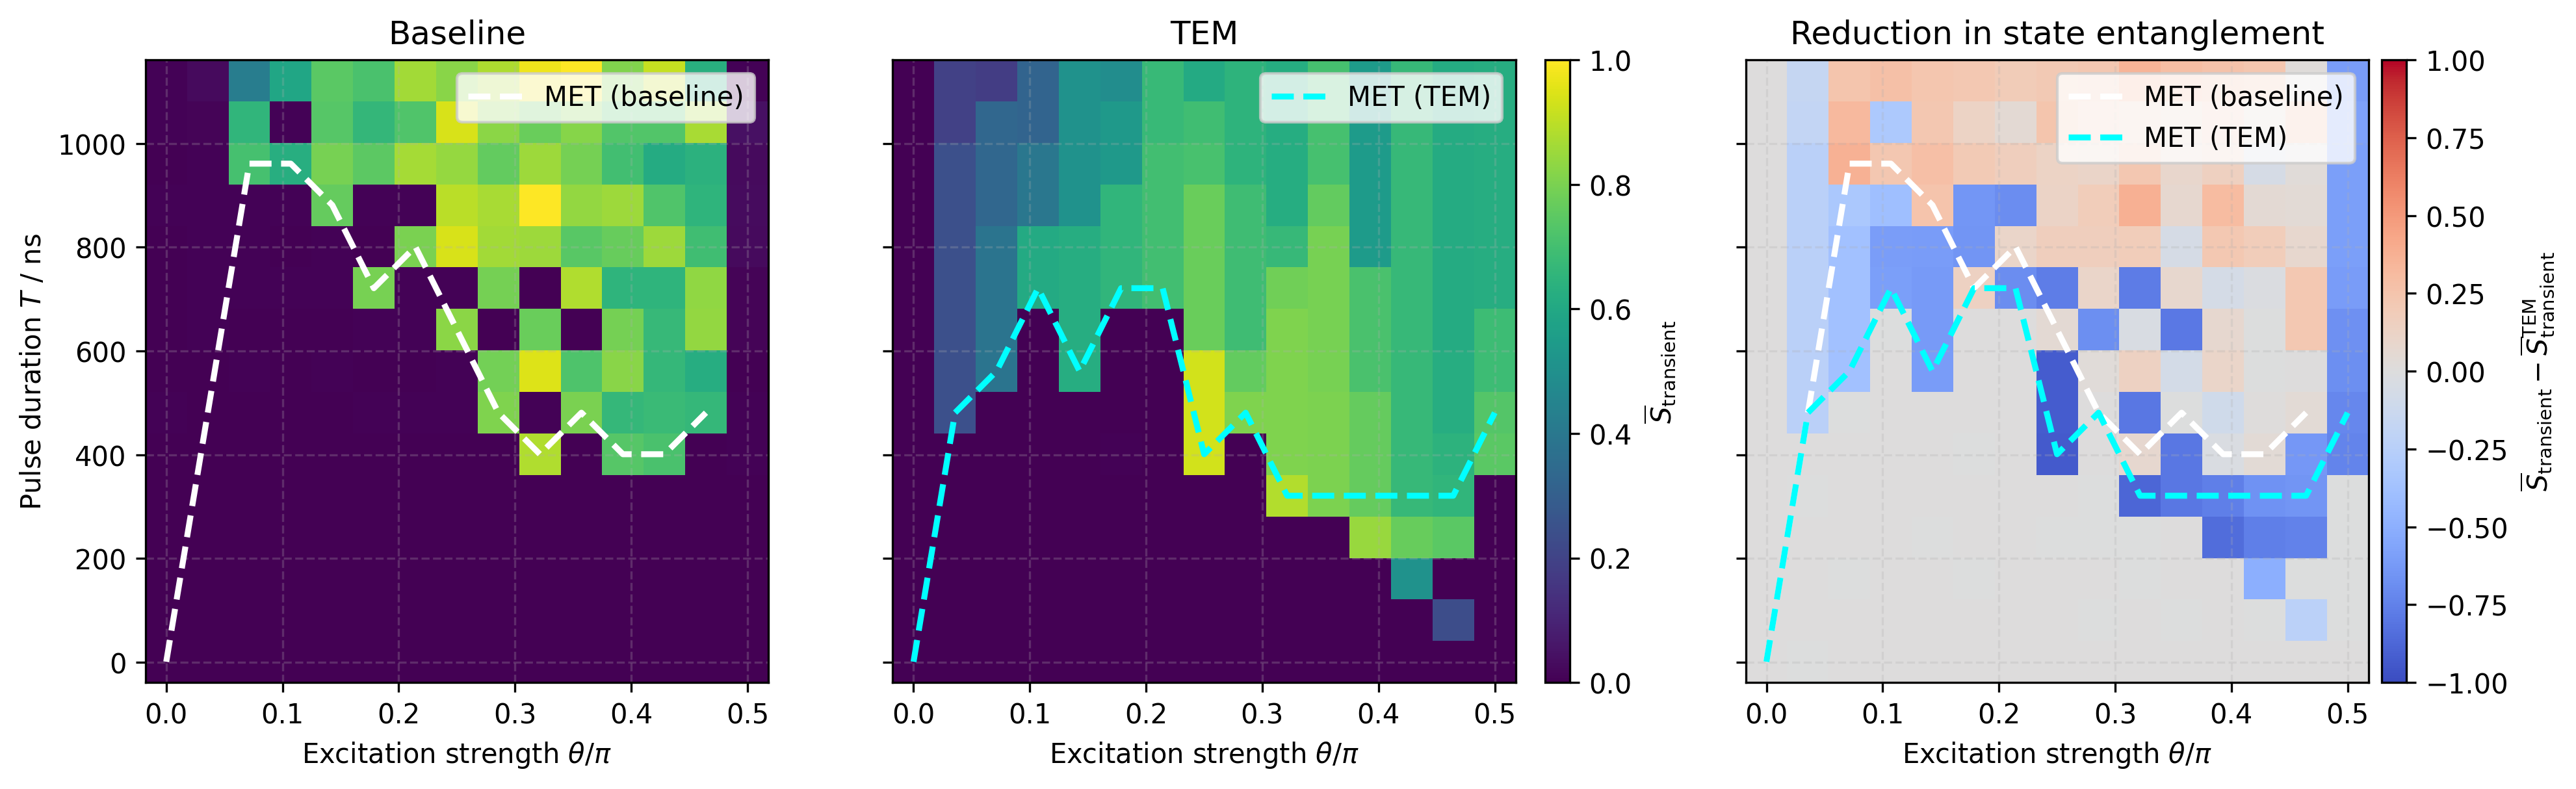 Baseline
MET (baseline)
1000
800
600
400
200
0
Pulse duration T / ns
0.0 0.1 0.2 0.3 0.4 0.5
Excitation strength θ/π
TEM
MET (TEM)
0.0 0.1 0.2 0.3 0.4 0.5
Excitation strength θ/π
1.0
0.8
0.6
0.4
0.2
0.0
S̅transient
Reduction in state entanglement
MET (baseline)
MET (TEM)
0.0 0.1 0.2 0.3 0.4 0.5
Excitation strength θ/π
1.00
0.75
0.50
0.25
0.00
−0.25
−0.50
−0.75
−1.00
S̅transient − S̅TEMtransient